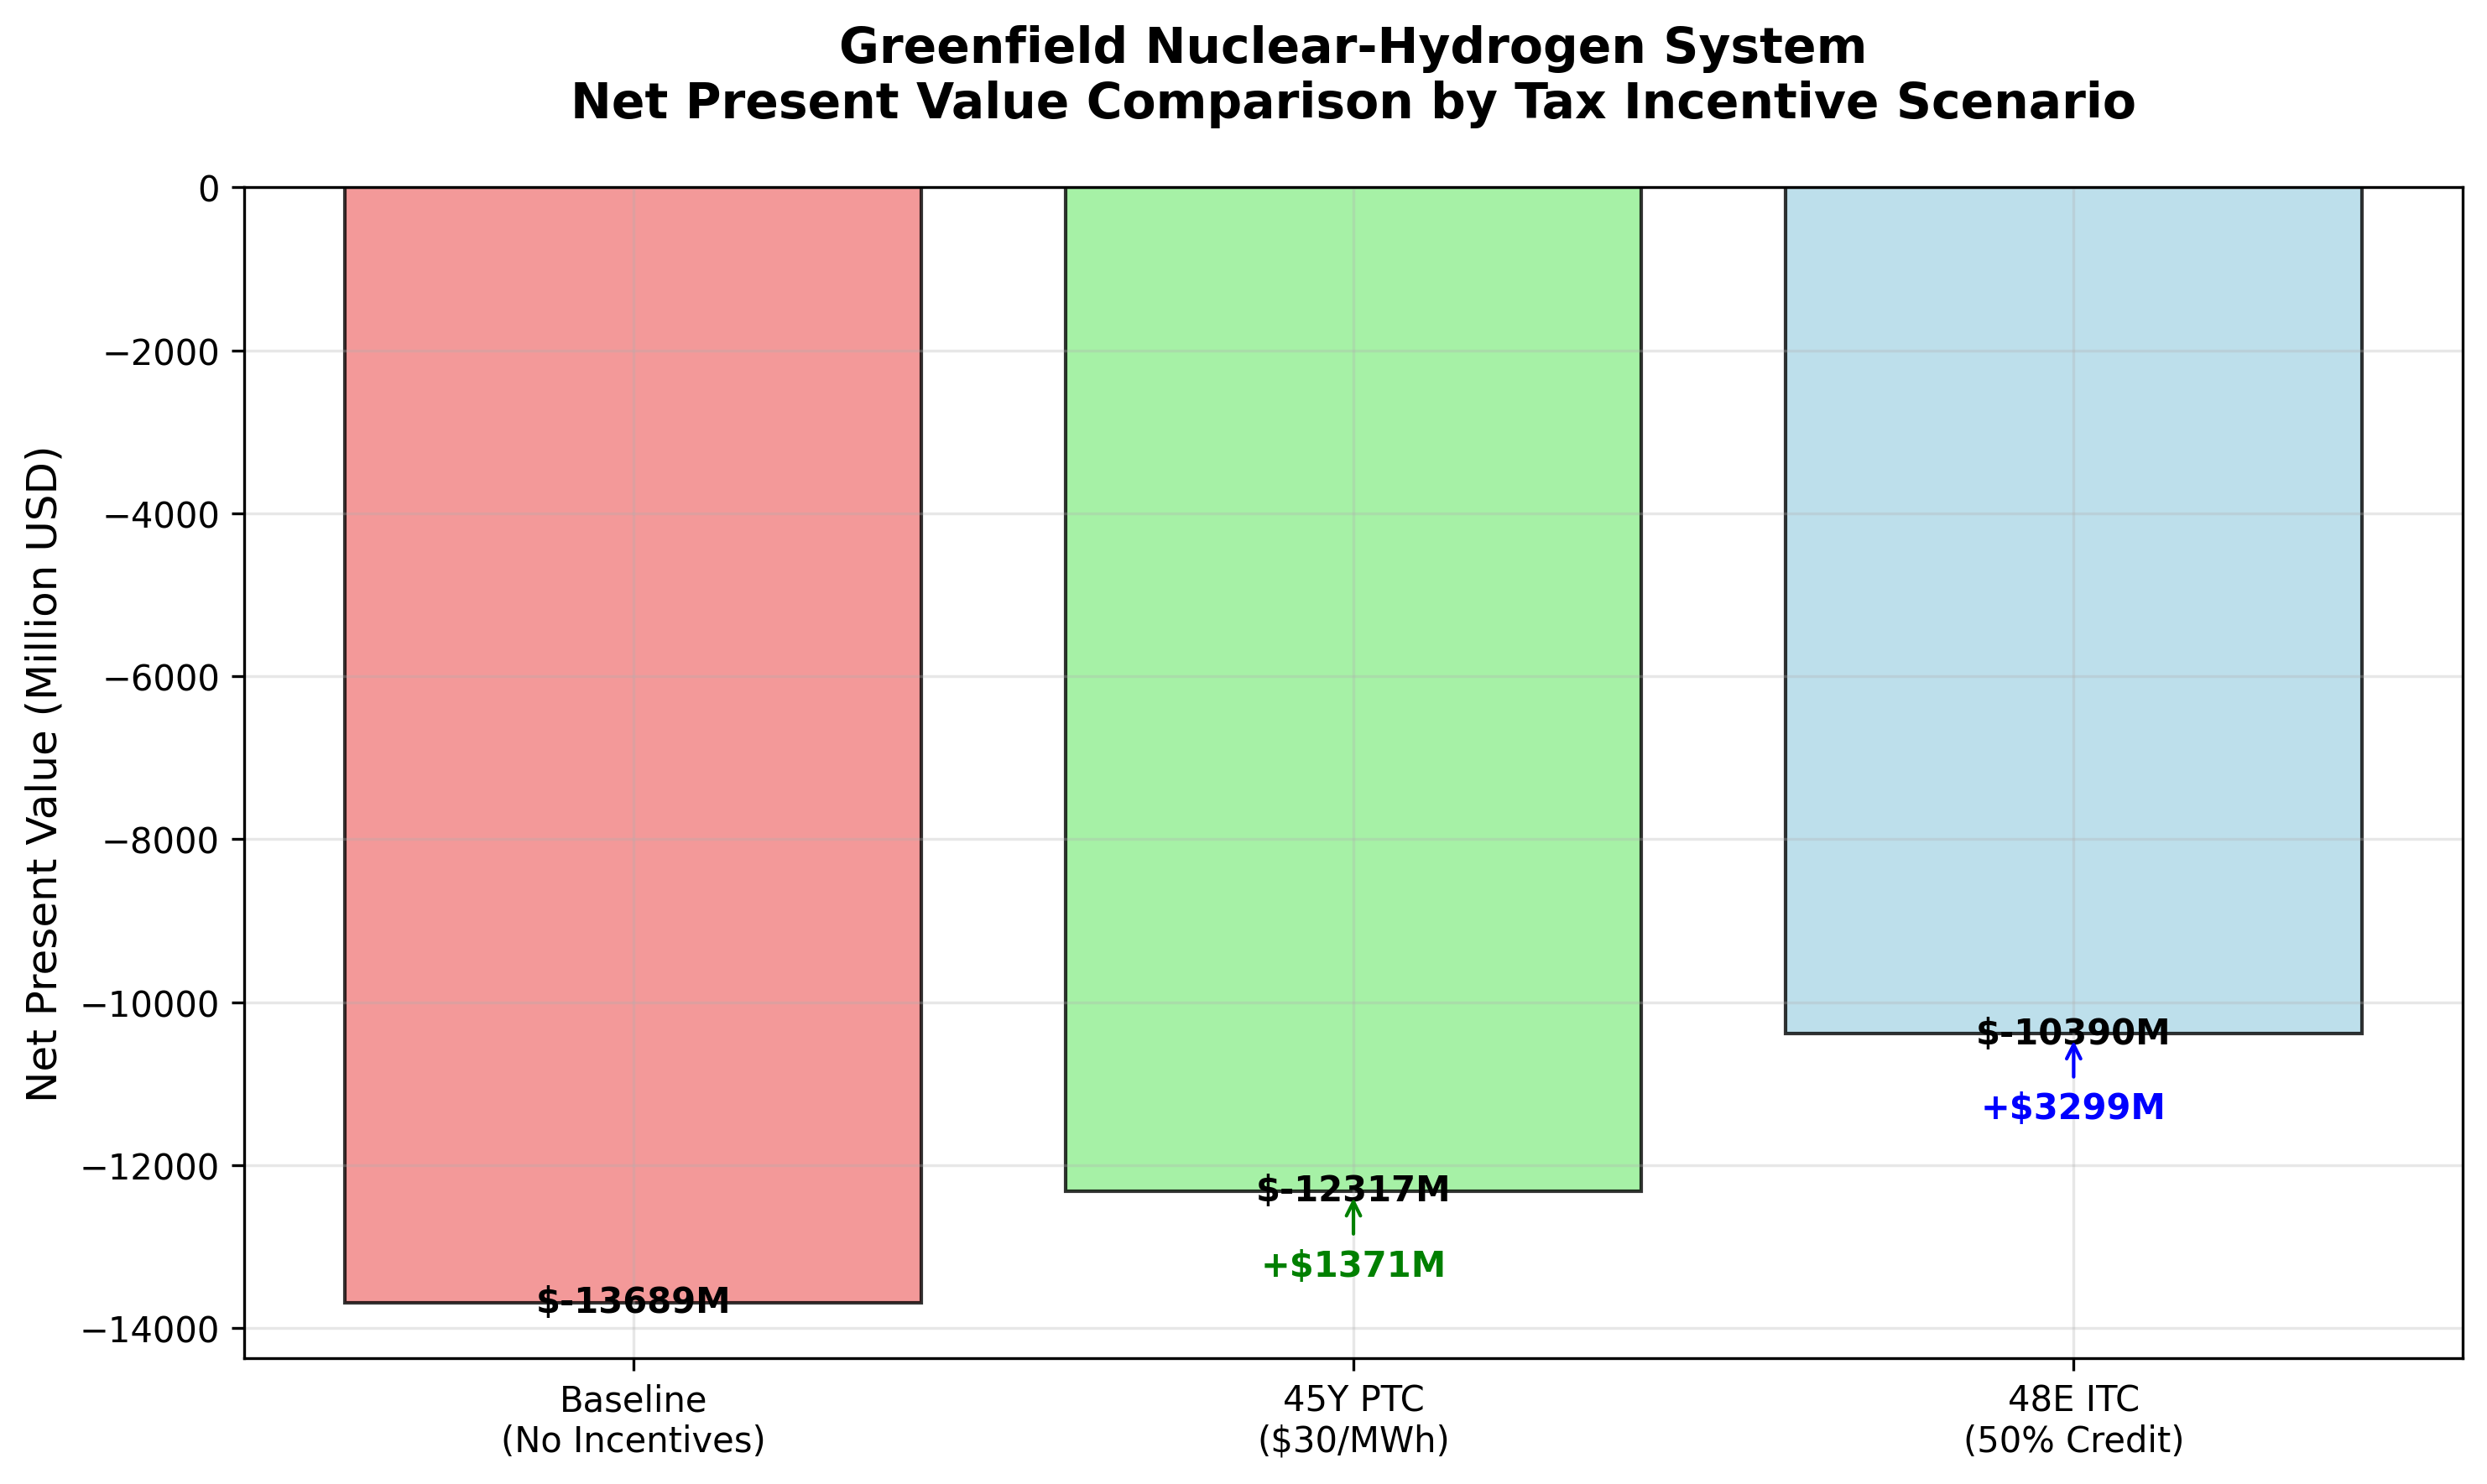 Greenfield Nuclear-Hydrogen System
Net Present Value Comparison by Tax Incentive Scenario
Net Present Value (Million USD)
0
−2000
−4000
−6000
−8000
−10000
−12000
−14000
$-13689M
$-12317M
+$1371M
$-10390M
+$3299M
Baseline
(No Incentives)
45Y PTC
($30/MWh)
48E ITC
(50% Credit)